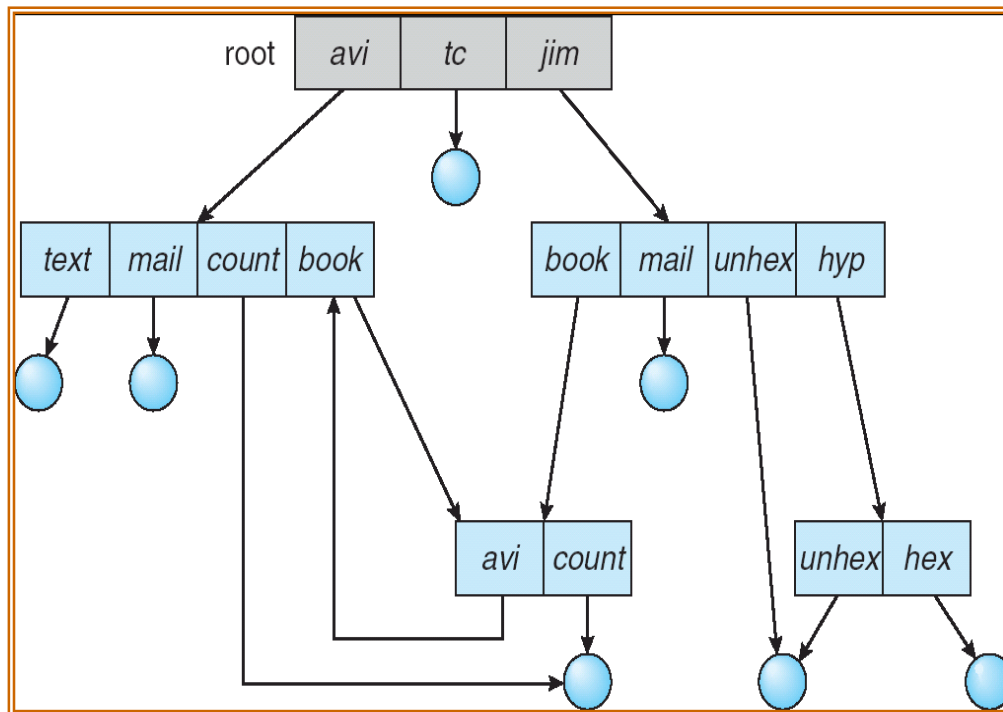 root avi tc jim
text mail count book
book mail unhex hyp
avi count
unhex hex